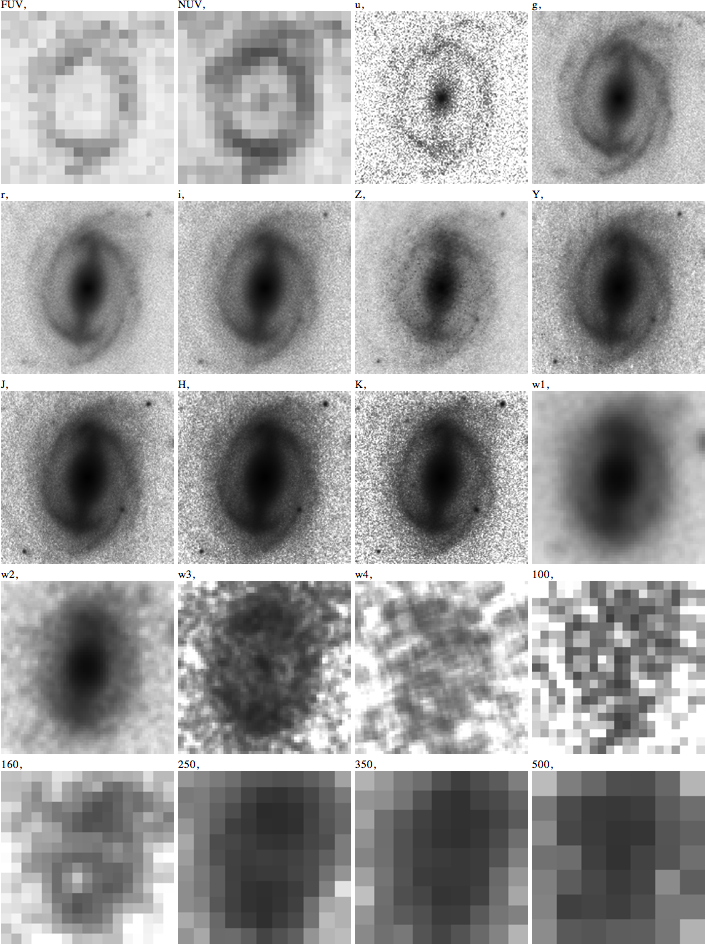 FUV, NUV, u, g,
r, i, Z, Y,
J, H, K, w1,
w2, w3, w4, 100,
160, 250, 350, 500,